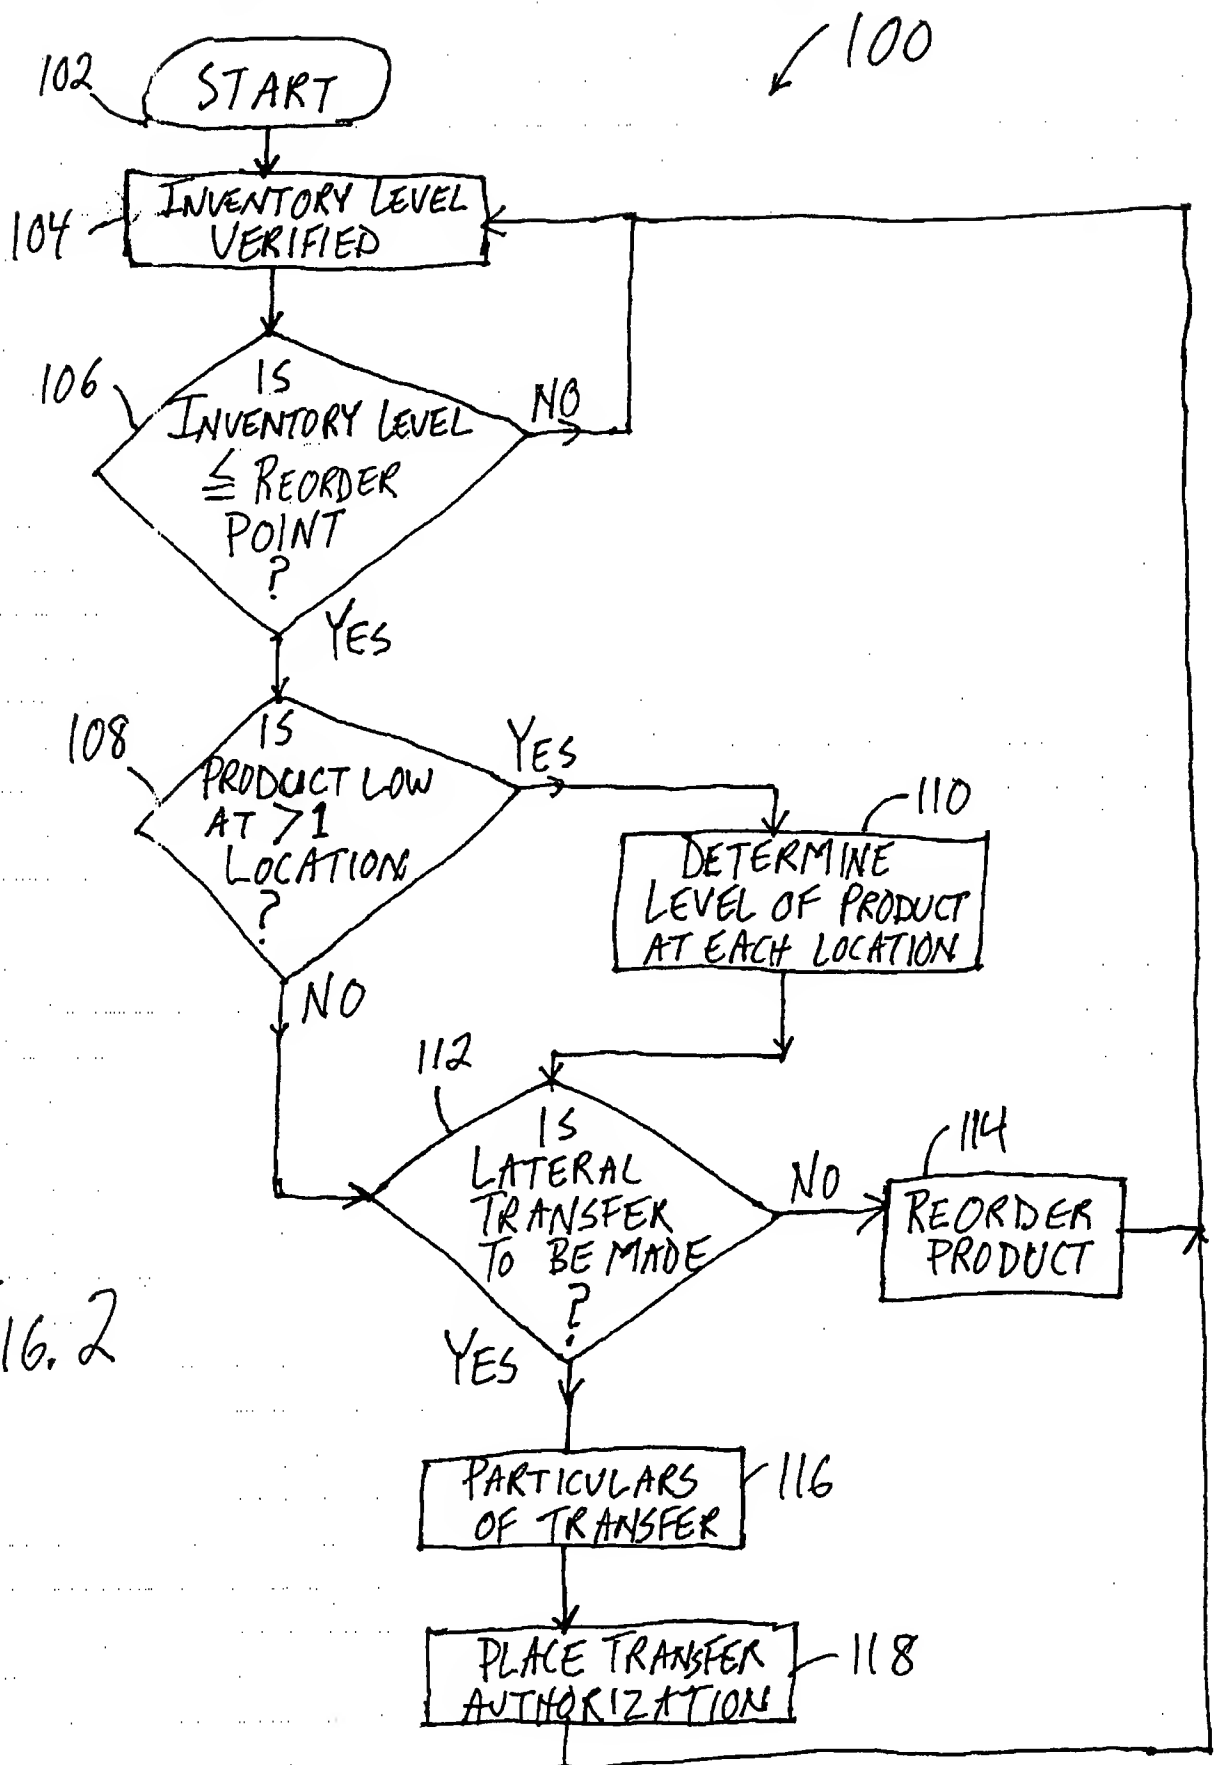 100
102
START
104
INVENTORY LEVEL
VERIFIED
106
IS
INVENTORY LEVEL
≦ REORDER
POINT
?
NO
YES
108
IS
PRODUCT LOW
AT >1
LOCATION
?
YES
NO
110
DETERMINE
LEVEL OF PRODUCT
AT EACH LOCATION
112
IS
LATERAL
TRANSFER
TO BE MADE
?
NO
YES
114
REORDER
PRODUCT
IG. 2
116
PARTICULARS
OF TRANSFER
118
PLACE TRANSFER
AUTHORIZATION